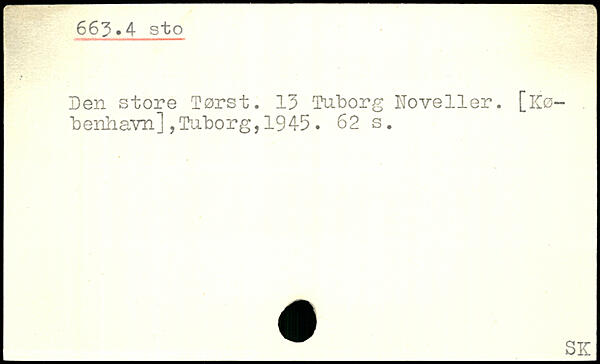 663.4 sto
Den store Tørst. 13 Tuborg Noveller. [Kø-
benhavn],Tuborg,1945. 62 s.
SK